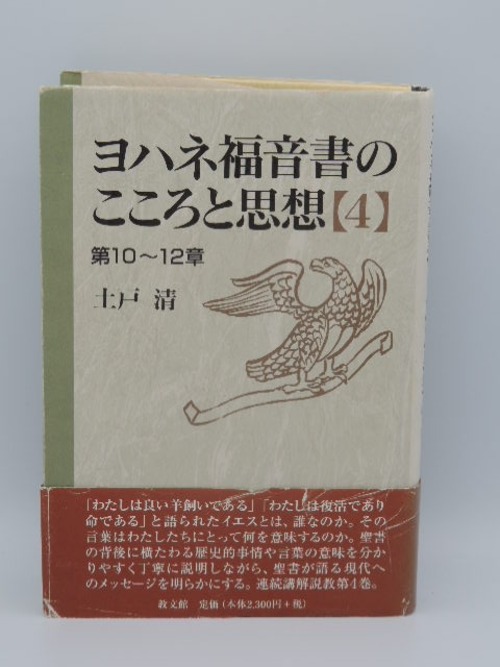 ヨハネ福音書の
こころと思想【4】
第10〜12章
土戸 清
「わたしは良い羊飼いである」「わたしは復活であり
命である」と語られたイエスとは、誰なのか。その
言葉はわたしたちにとって何を意味するのか。聖書
の背後に横たわる歴史的事情や言葉の意味を分か
りやすく丁寧に説明しながら、聖書が語る現代へ
のメッセージを明らかにする。連続講解説教第4巻。
教文館 定価(本体2,300円+税)